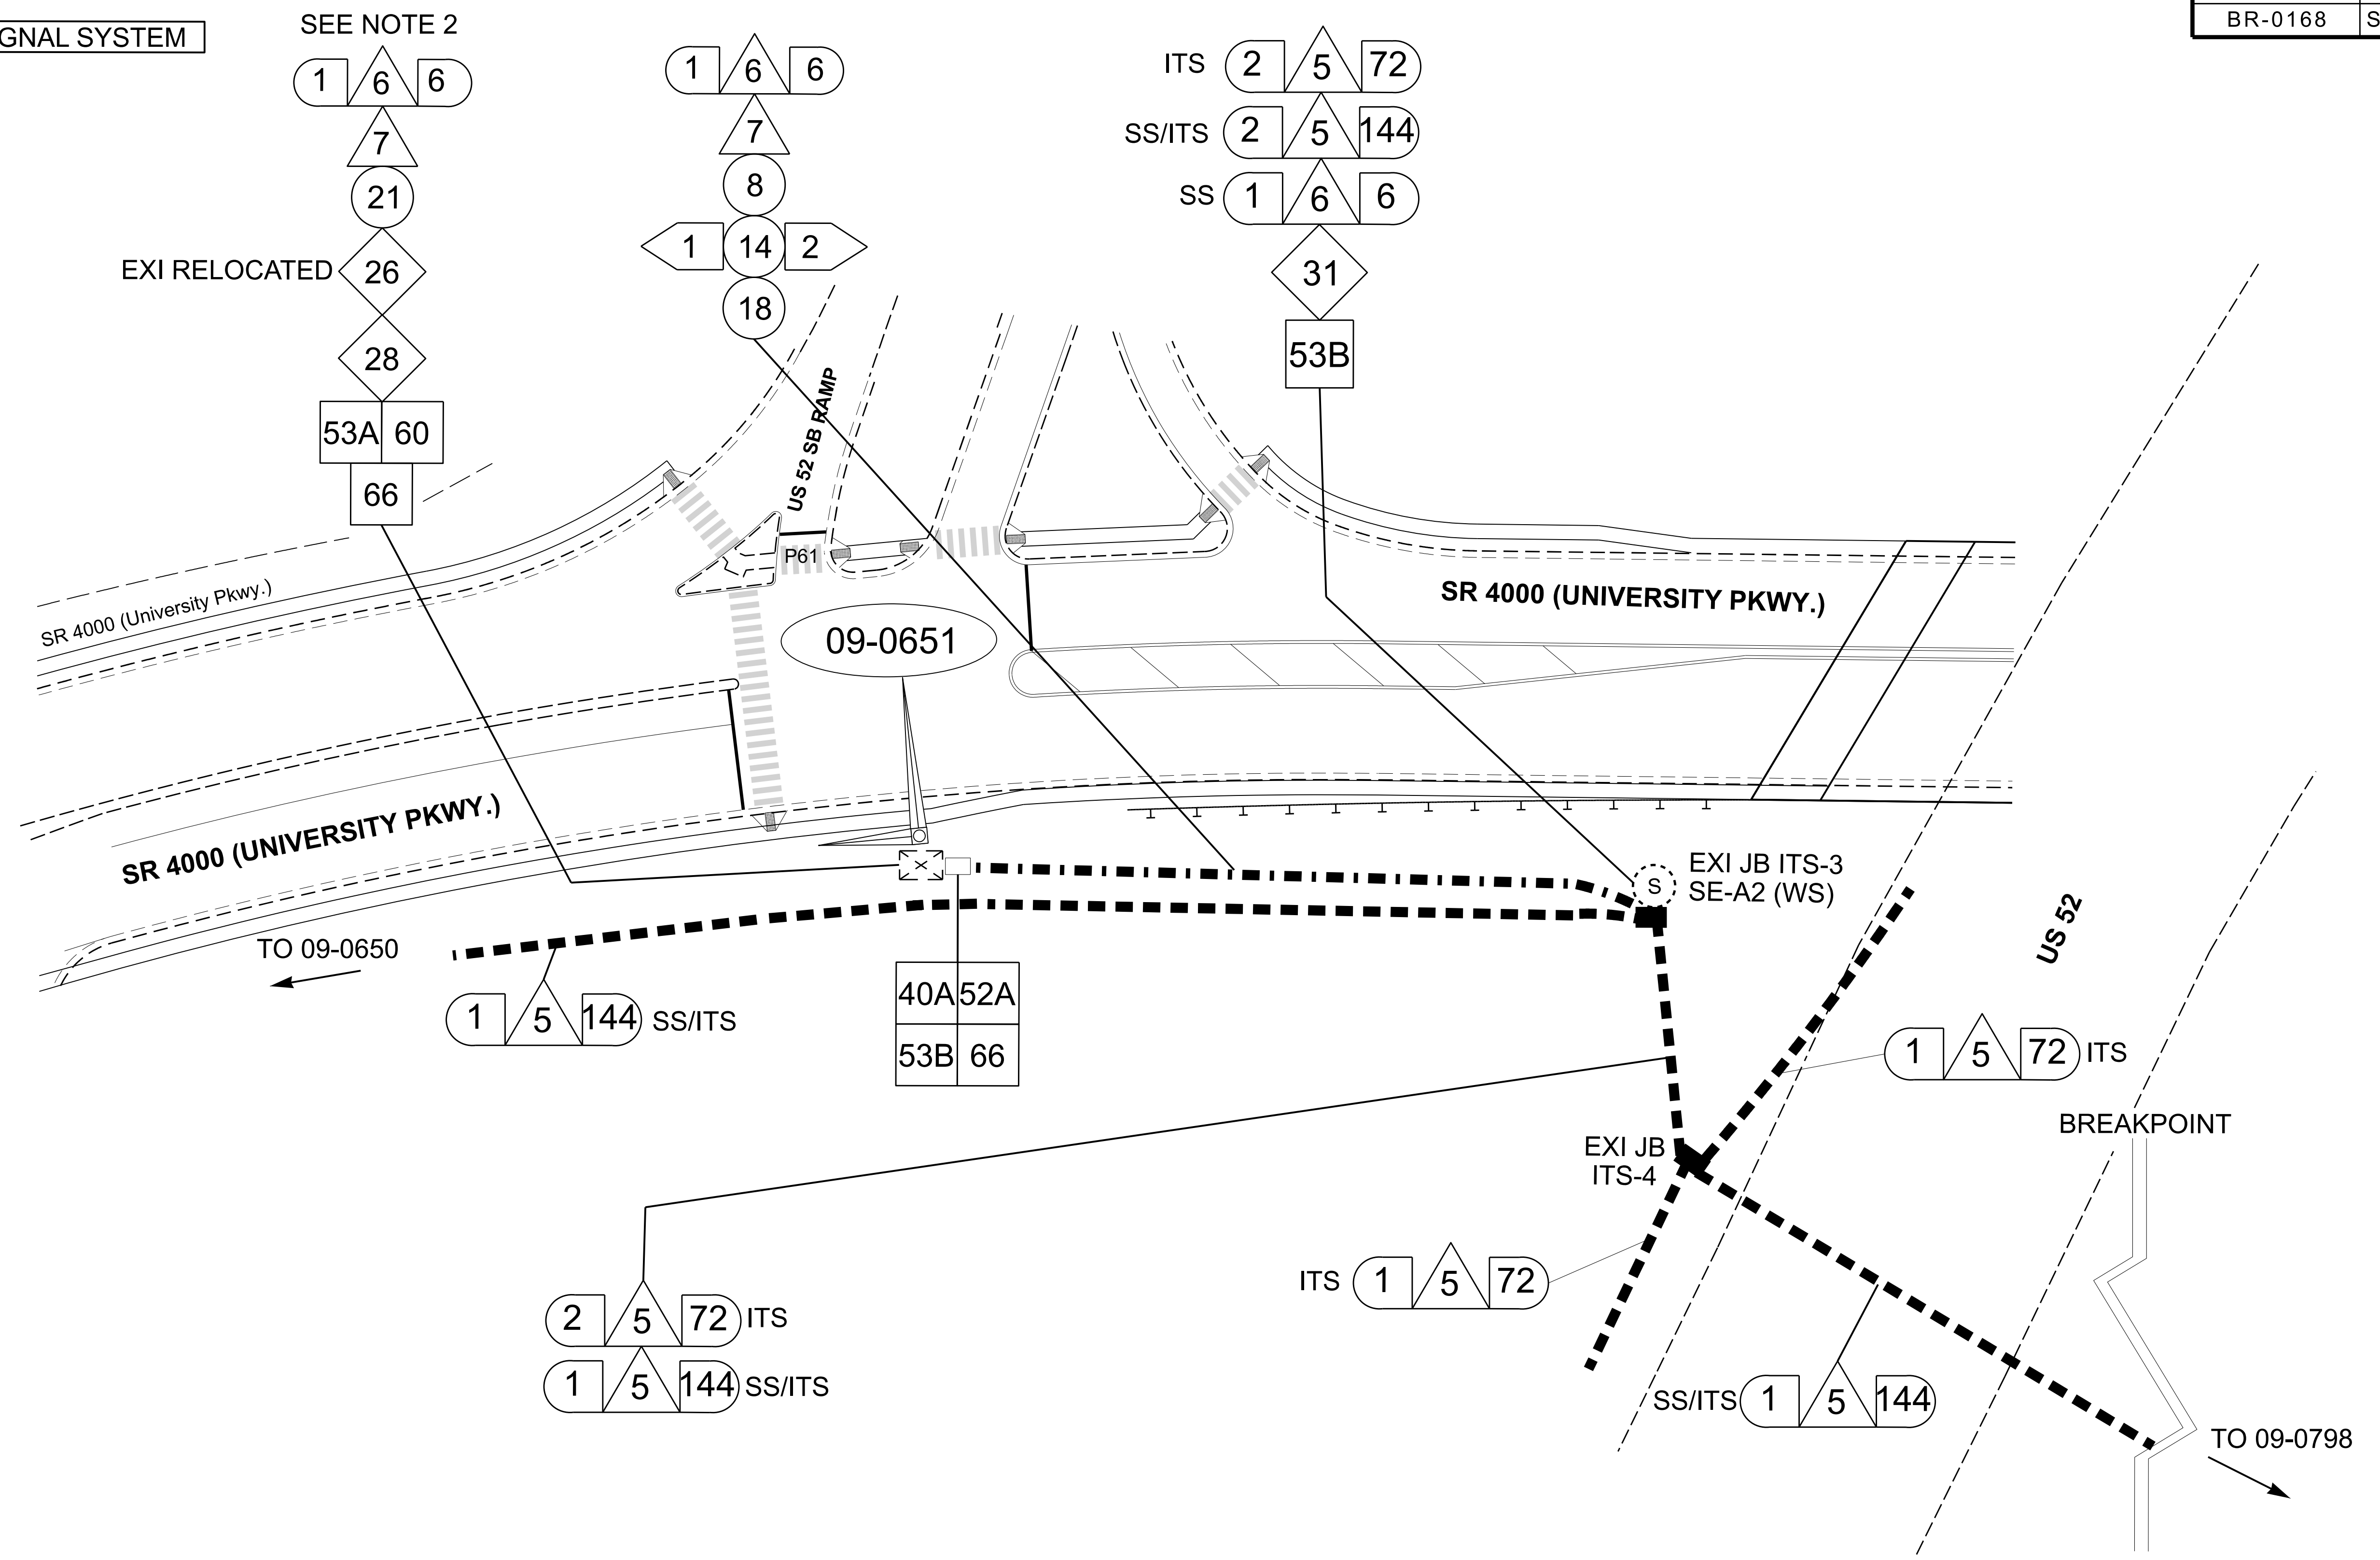 GNAL SYSTEM
SEE NOTE 2
BR-0168 S
1 6 6
7
21
EXI RELOCATED 26
28
53A 60
66
1 6 6
7
8
1 14 2
18
ITS 2 5 72
SS/ITS 2 5 144
SS 1 6 6
31
53B
US 52 SB RAMP
P61
SR 4000 (University Pkwy.)
SR 4000 (UNIVERSITY PKWY.)
09-0651
SR 4000 (UNIVERSITY PKWY.)
S
EXI JB ITS-3
SE-A2 (WS)
US 52
TO 09-0650
1 5 144 SS/ITS
40A 52A
53B 66
1 5 72 ITS
BREAKPOINT
EXI JB
ITS-4
ITS 1 5 72
2 5 72 ITS
1 5 144 SS/ITS
SS/ITS 1 5 144
TO 09-0798